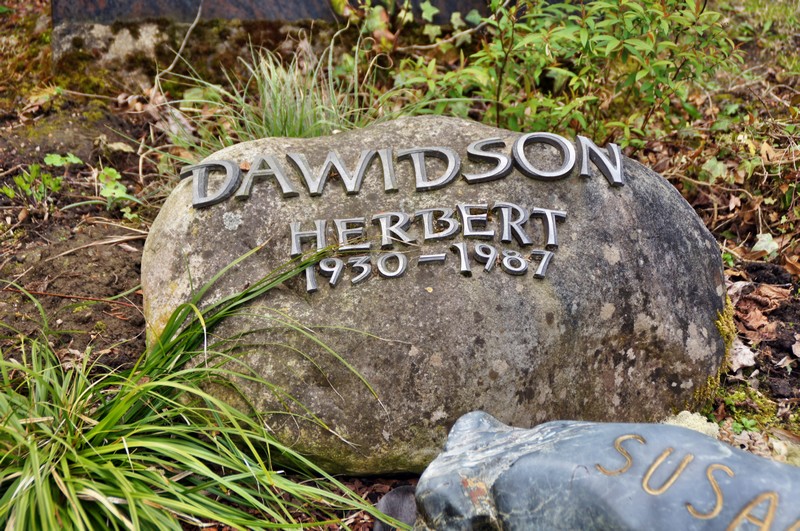 DAWIDSON
HERBERT
1930-1987
SUSA